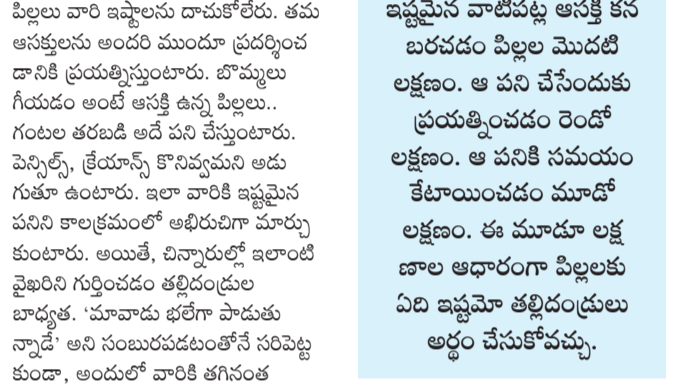 పిల్లలు వారి ఇష్టాలను దాచుకోలేరు. తమ
ఆసక్తులను అందరి ముందూ ప్రదర్శించ
డానికి ప్రయత్నిస్తుంటారు. బొమ్మలు
గీయడం అంటే ఆసక్తి ఉన్న పిల్లలు..
గంటల తరబడి అదే పని చేస్తుంటారు.
పెన్సిల్స్, క్రేయాన్స్ కొనివ్వమని అడు
గుతూ ఉంటారు. ఇలా వారికి ఇష్టమైన
పనిని కాలక్రమంలో అభిరుచిగా మార్చు
కుంటారు. అయితే, చిన్నారుల్లో ఇలాంటి
వైఖరిని గుర్తించడం తల్లిదండ్రుల
బాధ్యత. ‘మావాడు భలేగా పాడుతు
న్నాడే’ అని సంబురపడటంతోనే సరిపెట్ట
కుండా, అందులో వారికి తగినంత
ఇష్టమైన వాటిపట్ల ఆసక్తి కన
బరచడం పిల్లల మొదటి
లక్షణం. ఆ పని చేసేందుకు
ప్రయత్నించడం రెండో
లక్షణం. ఆ పనికి సమయం
కేటాయించడం మూడో
లక్షణం. ఈ మూడూ లక్ష
ణాల ఆధారంగా పిల్లలకు
ఏది ఇష్టమో తల్లిదండ్రులు
అర్థం చేసుకోవచ్చు.